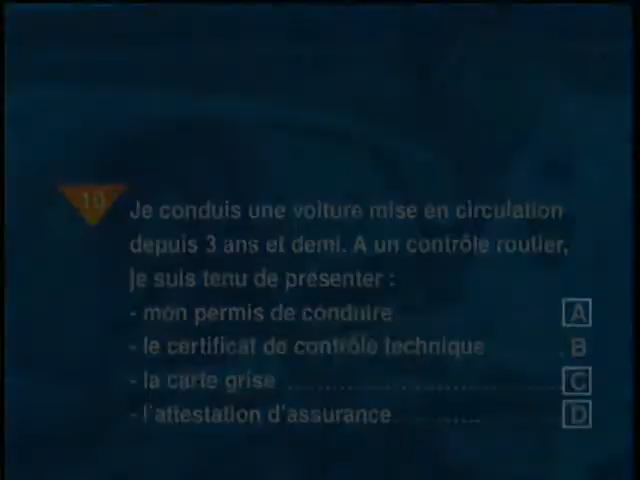 10
Je conduis une voiture mise en circulation
depuis 3 ans et demi. A un contrôle routier,
je suis tenu de présenter :
- mon permis de conduire A
- le certificat de contrôle technique ........ B
- la carte grise ........................................ C
- l'attestation d'assurance ............ D